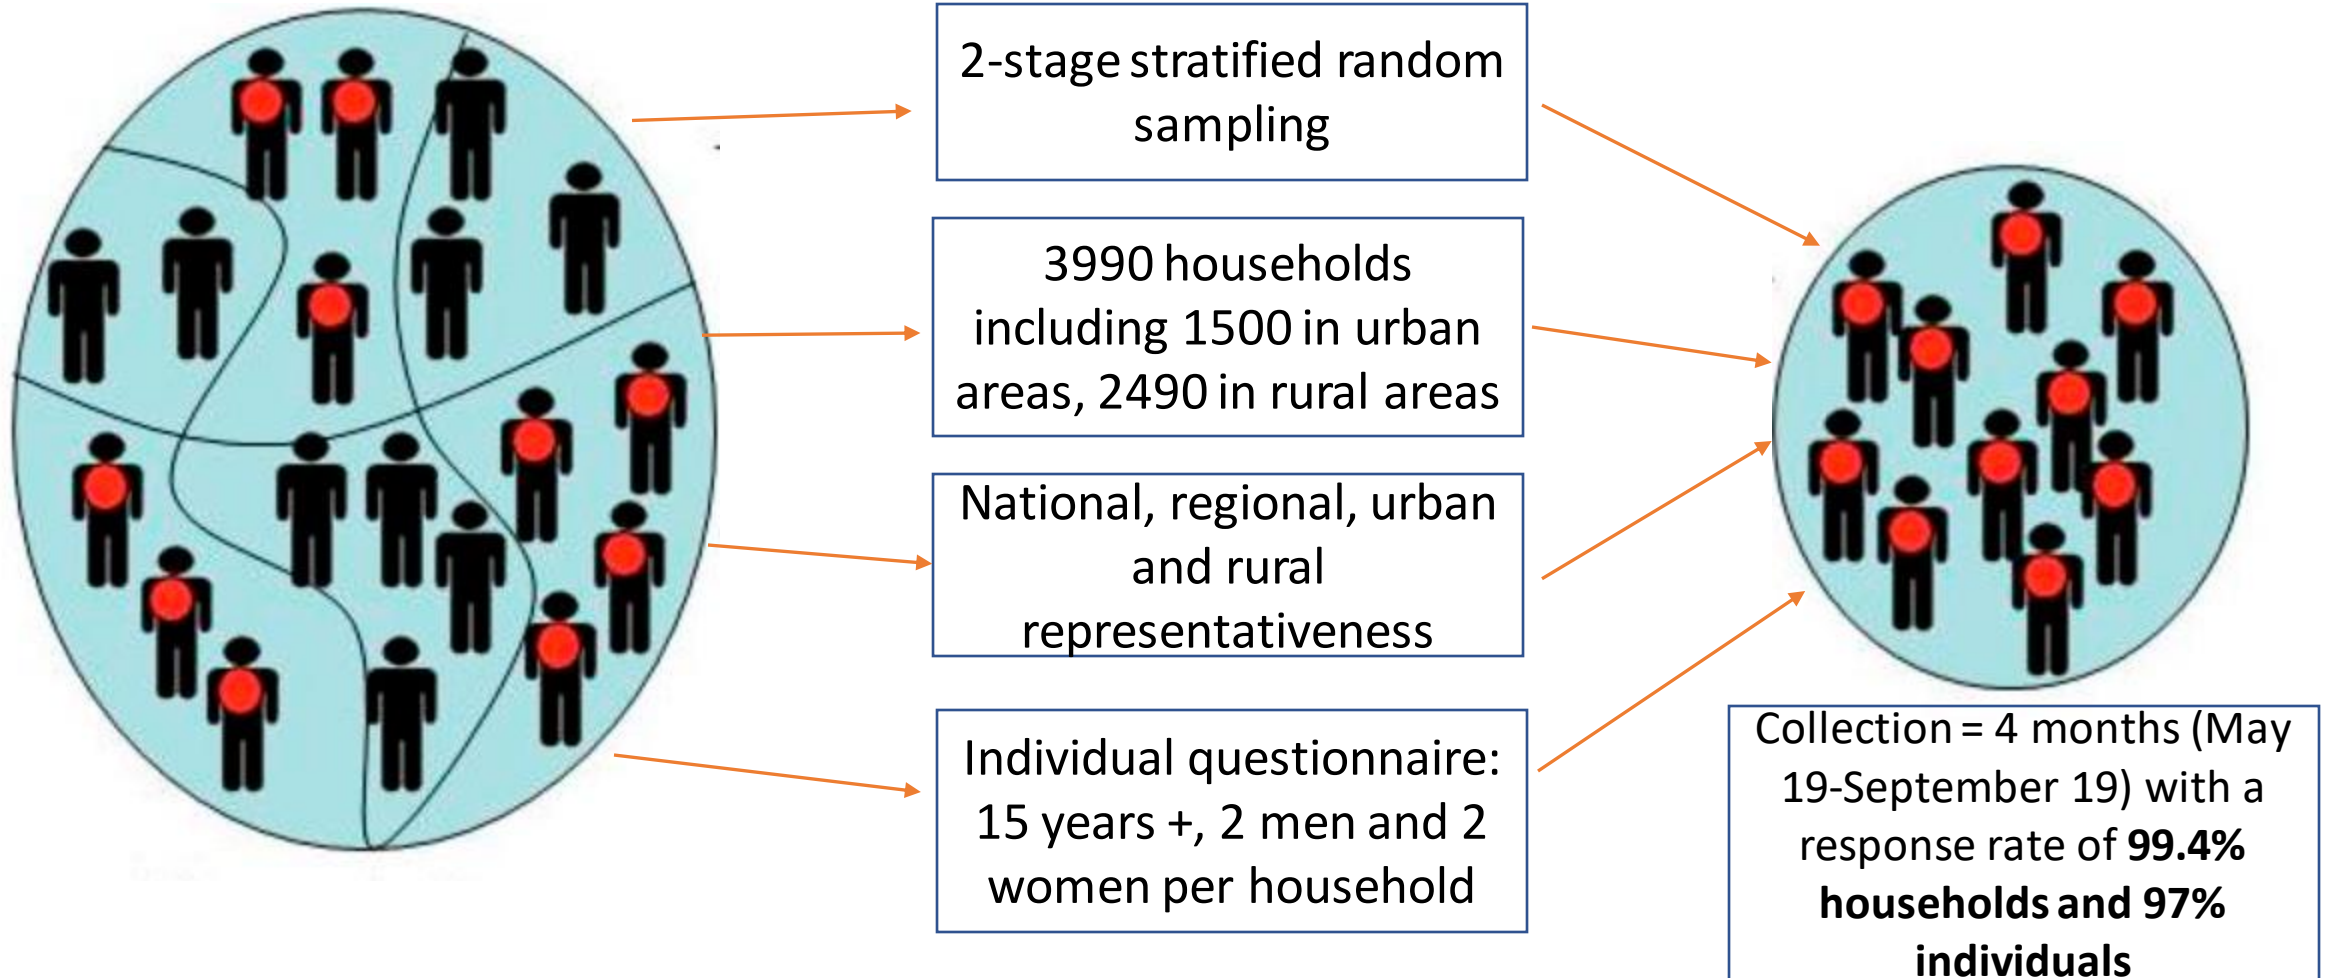 2-stage stratified random
sampling
3990 households
including 1500 in urban
areas, 2490 in rural areas
National, regional, urban
and rural
representativeness
Individual questionnaire:
15 years +, 2 men and 2
women per household
Collection = 4 months (May
19-September 19) with a
response rate of 99.4%
households and 97%
individuals